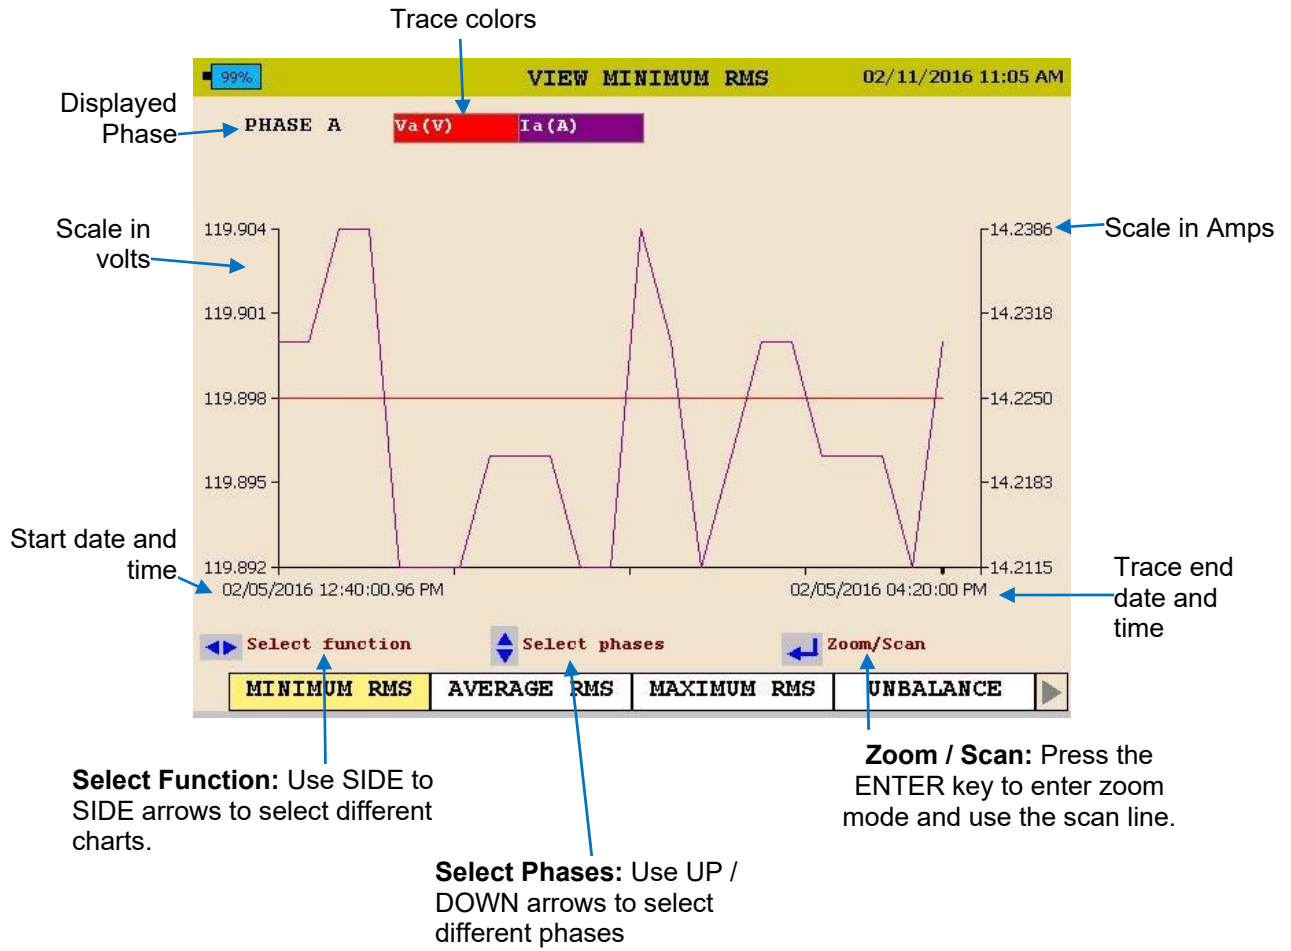 Trace colors
99%
VIEW MINIMUM RMS
02/11/2016 11:05 AM
Displayed
Phase
PHASE A
Va(V)
Ia(A)
Scale in
volts
119.904
119.901
119.898
119.895
119.892
14.2386
14.2318
14.2250
14.2183
14.2115
Scale in Amps
Start date and
time
02/05/2016 12:40:00.96 PM
02/05/2016 04:20:00 PM
Trace end
date and
time
Select function
Select phases
Zoom/Scan
MINIMUM RMS
AVERAGE RMS
MAXIMUM RMS
UNBALANCE
Select Function: Use SIDE to
SIDE arrows to select different
charts.
Select Phases: Use UP /
DOWN arrows to select
different phases
Zoom / Scan: Press the
ENTER key to enter zoom
mode and use the scan line.